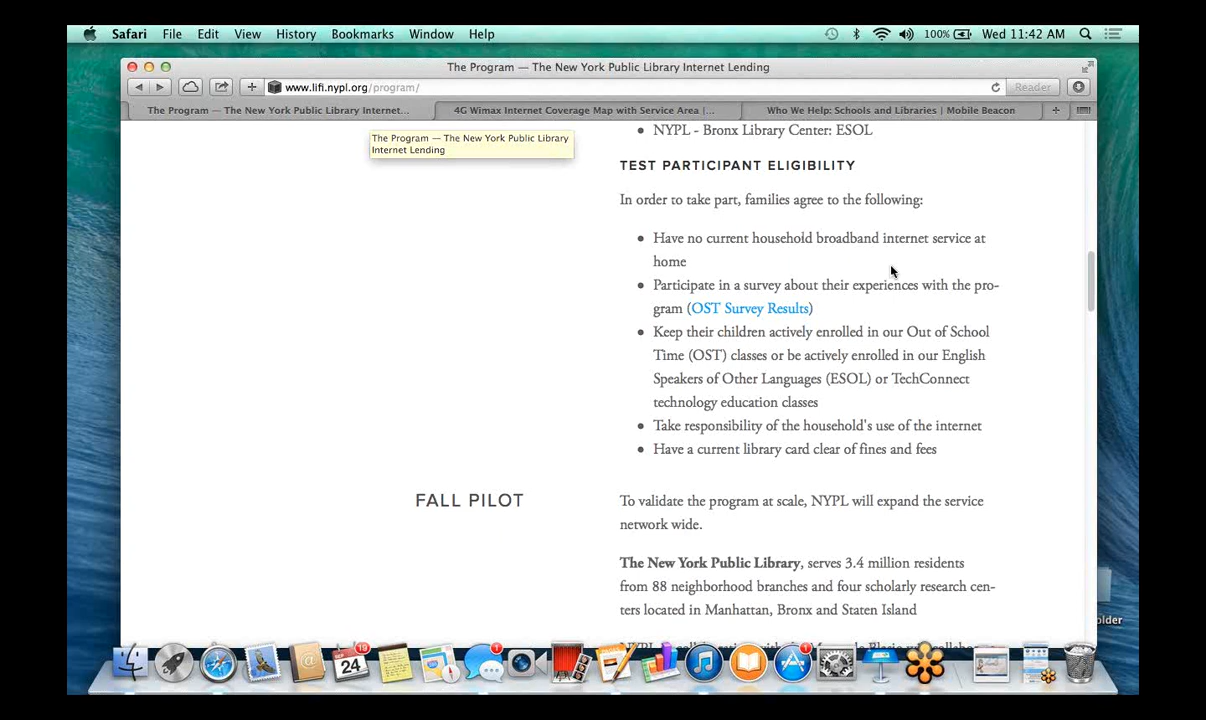 Safari File Edit View History Bookmarks Window Help 100% Wed 11:42 AM
The Program — The New York Public Library Internet Lending
www.lifi.nypl.org/program/ Reader
The Program — The New York Public Library Internet...
4G Wimax Internet Coverage Map with Service Area |...
Who We Help: Schools and Libraries | Mobile Beacon
The Program — The New York Public Library
Internet Lending
• NYPL - Bronx Library Center: ESOL
TEST PARTICIPANT ELIGIBILITY
In order to take part, families agree to the following:
• Have no current household broadband internet service at
home
• Participate in a survey about their experiences with the pro-
gram (OST Survey Results)
• Keep their children actively enrolled in our Out of School
Time (OST) classes or be actively enrolled in our English
Speakers of Other Languages (ESOL) or TechConnect
technology education classes
• Take responsibility of the household's use of the internet
• Have a current library card clear of fines and fees
FALL PILOT
To validate the program at scale, NYPL will expand the service
network wide.
The New York Public Library, serves 3.4 million residents
from 88 neighborhood branches and four scholarly research cen-
ters located in Manhattan, Bronx and Staten Island
older
24
1
1